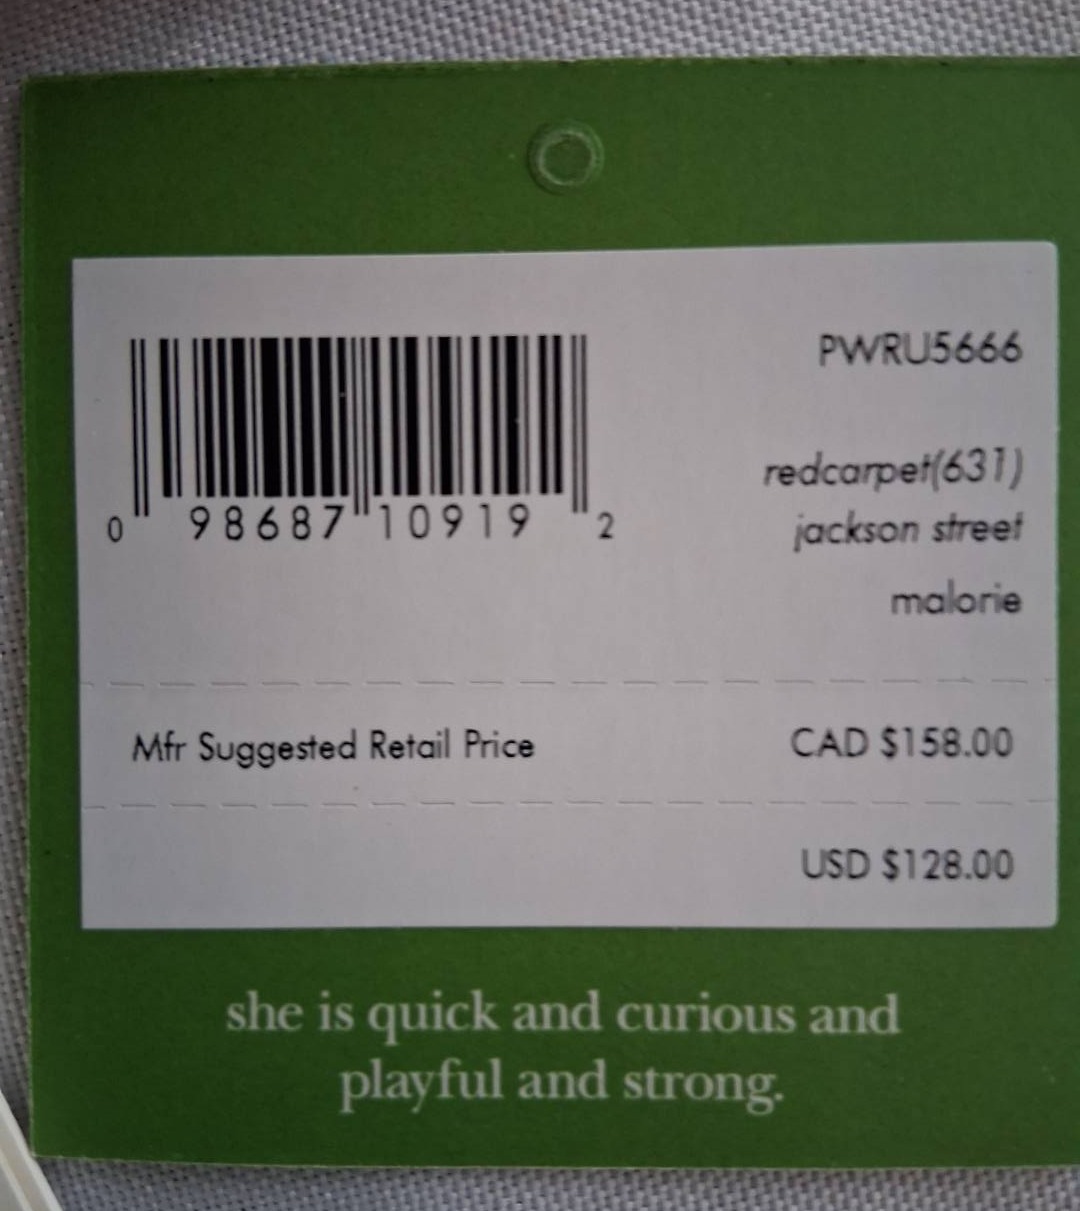 PWRU5666
redcarpet(631)
jackson street
malorie
0 98687 10919 2
Mfr Suggested Retail Price CAD $158.00
USD $128.00
she is quick and curious and
playful and strong.